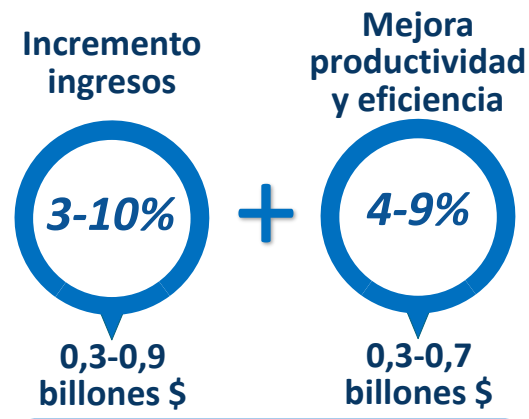 Incremento
ingresos
3-10%
0,3-0,9
billones $
+
Mejora
productividad
y eficiencia
4-9%
0,3-0,7
billones $